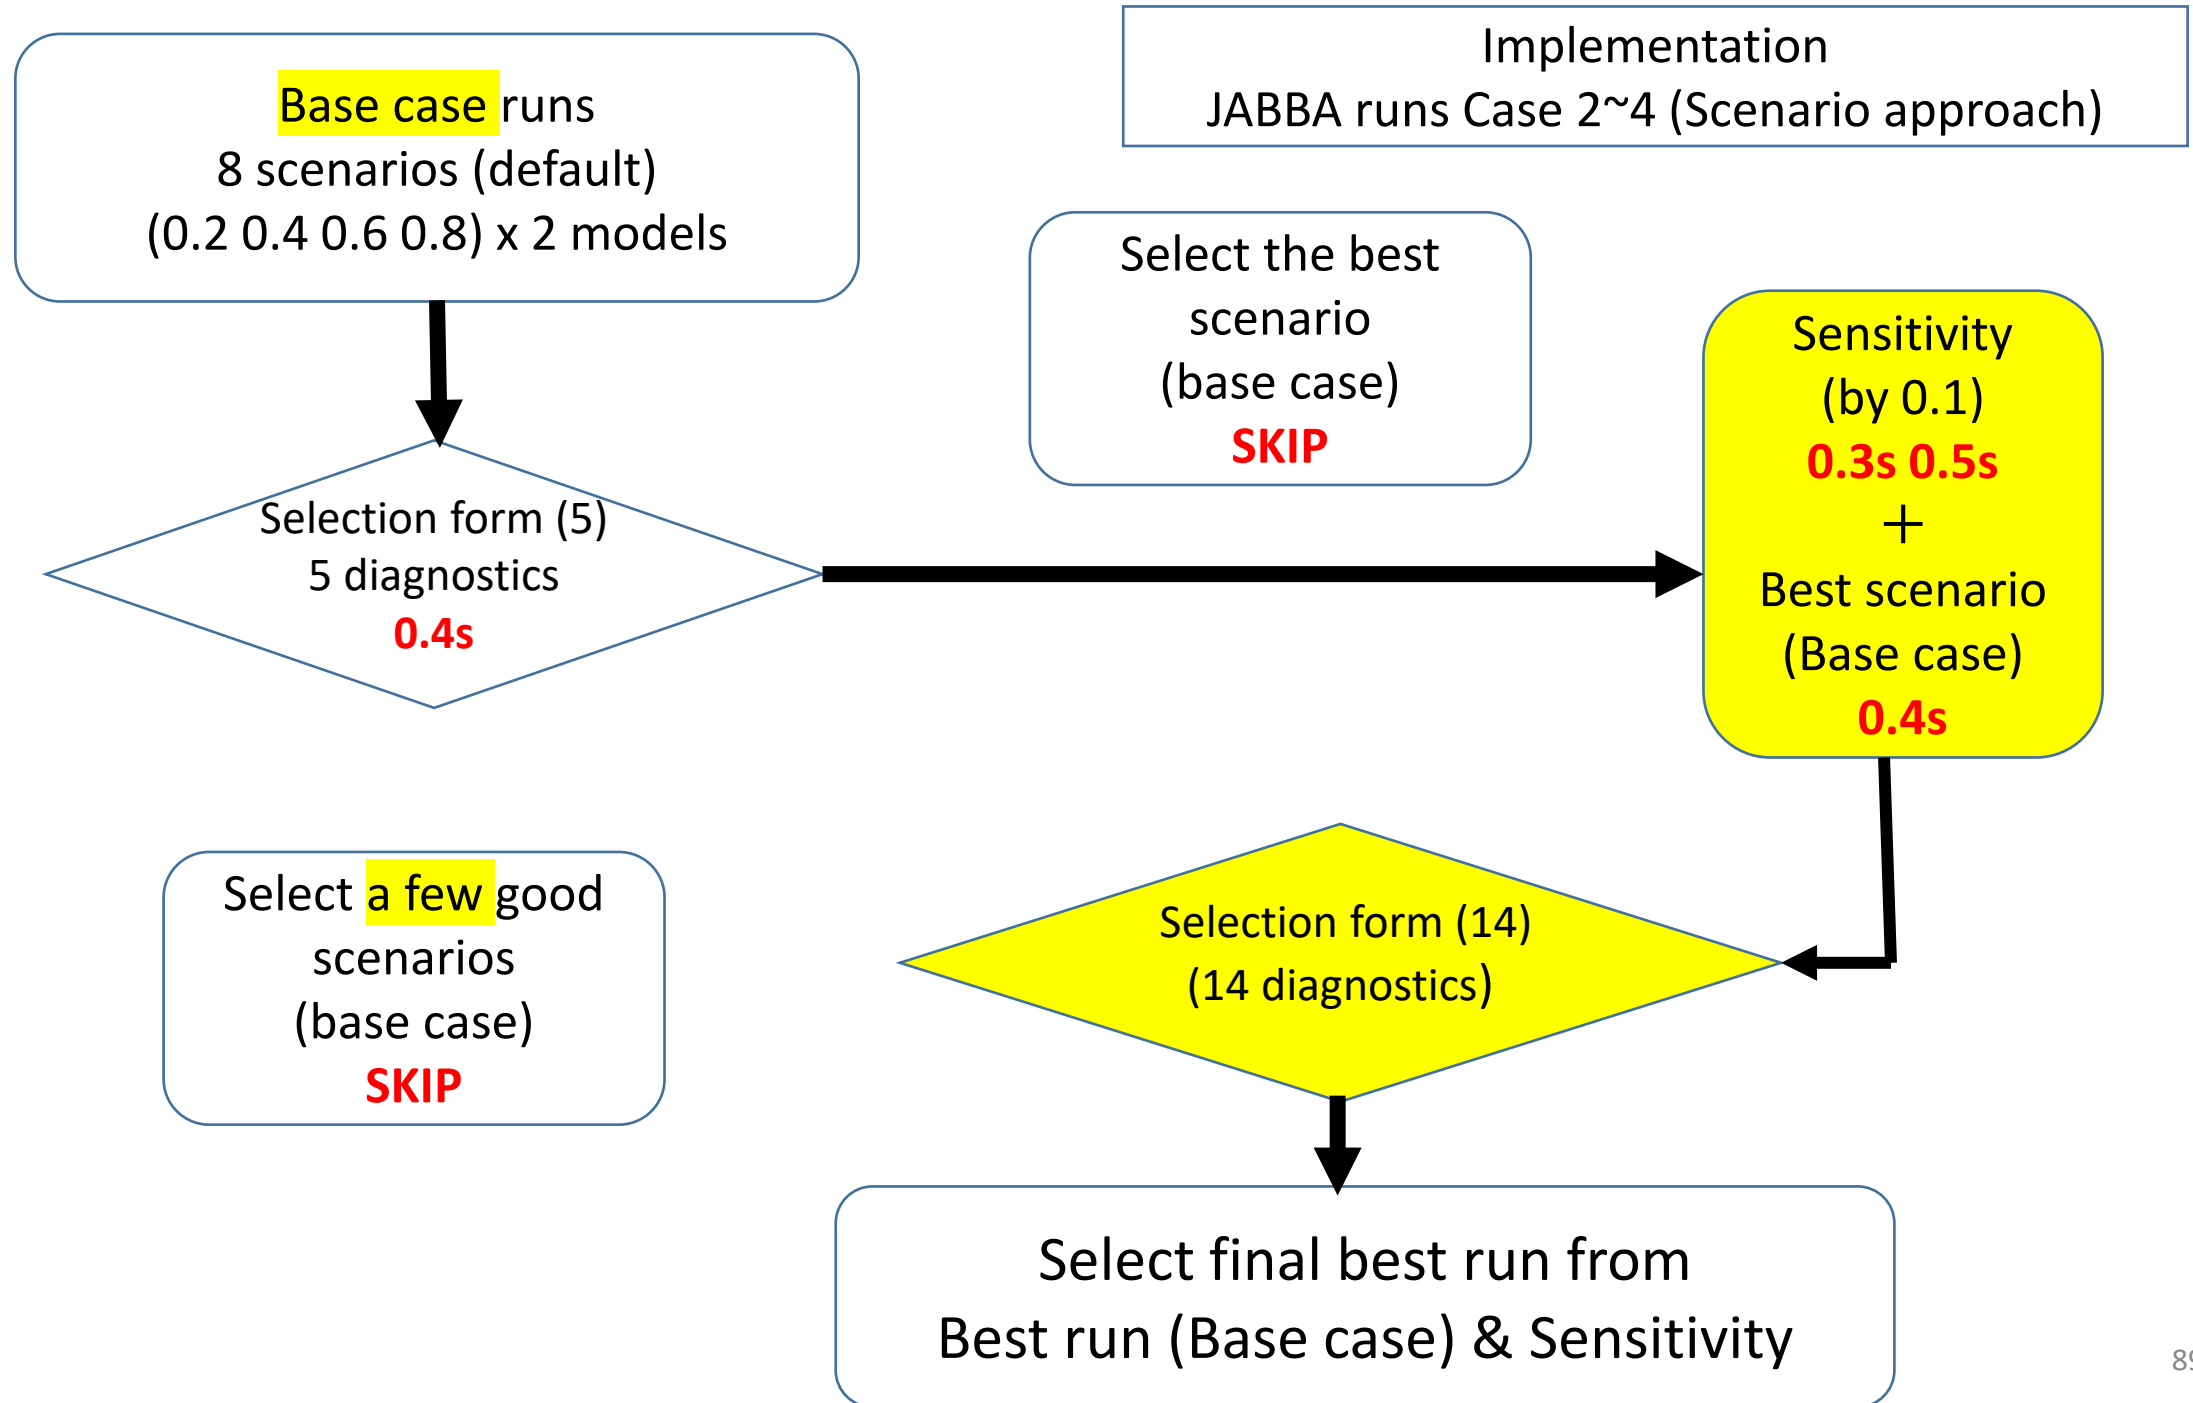 Implementation
JABBA runs Case 2~4 (Scenario approach)
Base case runs
8 scenarios (default)
(0.2 0.4 0.6 0.8) x 2 models
Select the best
scenario
(base case)
SKIP
Sensitivity
(by 0.1)
0.3s 0.5s
+
Best scenario
(Base case)
0.4s
Selection form (5)
5 diagnostics
0.4s
Select a few good
scenarios
(base case)
SKIP
Selection form (14)
(14 diagnostics)
Select final best run from
Best run (Base case) & Sensitivity
89